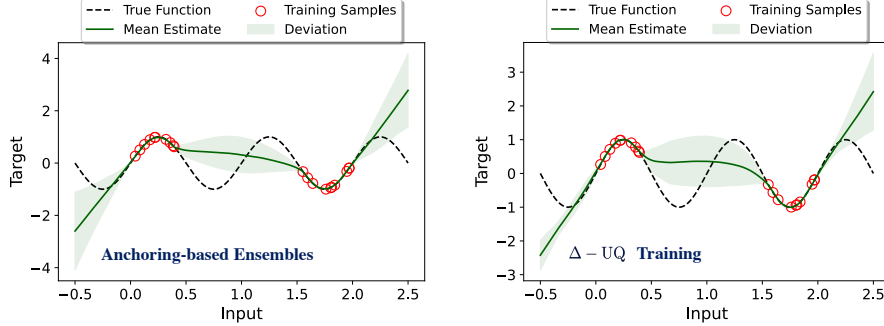 True Function Training Samples
Mean Estimate Deviation
4
2
0
−2
−4
Target
Anchoring-based Ensembles
−0.5 0.0 0.5 1.0 1.5 2.0 2.5
Input
True Function Training Samples
Mean Estimate Deviation
3
2
1
0
−1
−2
−3
Target
Δ − UQ Training
−0.5 0.0 0.5 1.0 1.5 2.0 2.5
Input